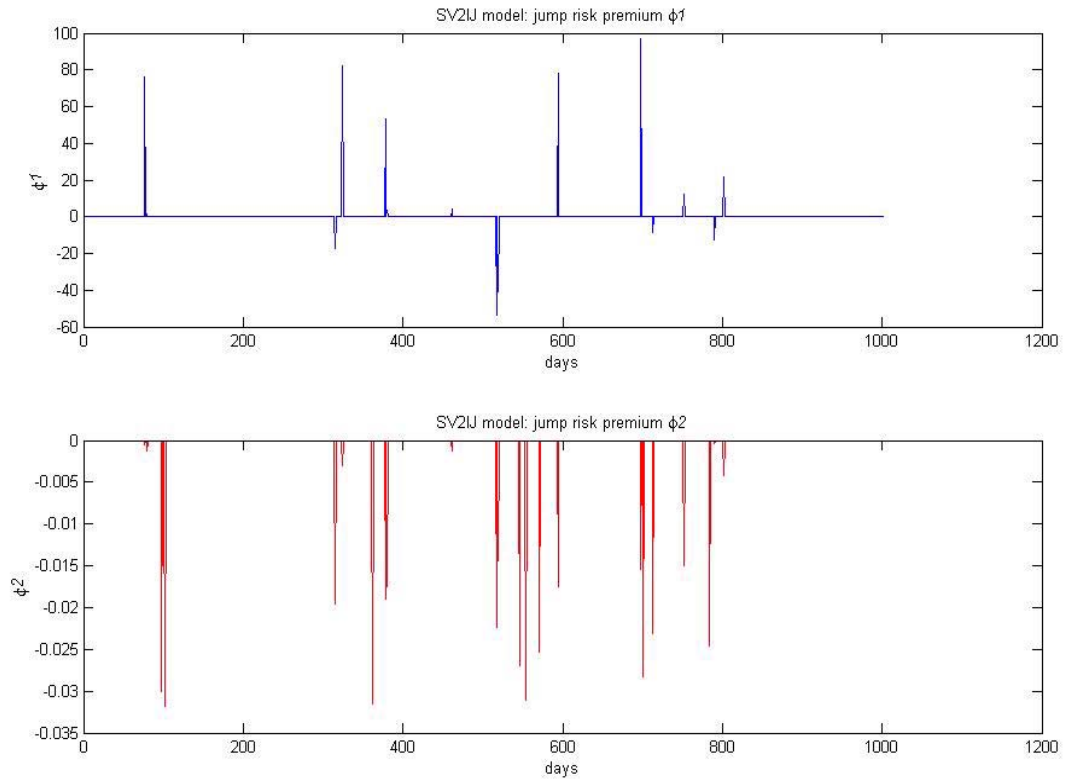 SV2IJ model: jump risk premium ϕ1
100
80
60
40
20
0
-20
-40
-60
ϕ1
0 200 400 600 800 1000 1200
days
SV2IJ model: jump risk premium ϕ2
0
-0.005
-0.01
-0.015
-0.02
-0.025
-0.03
-0.035
ϕ2
0 200 400 600 800 1000 1200
days